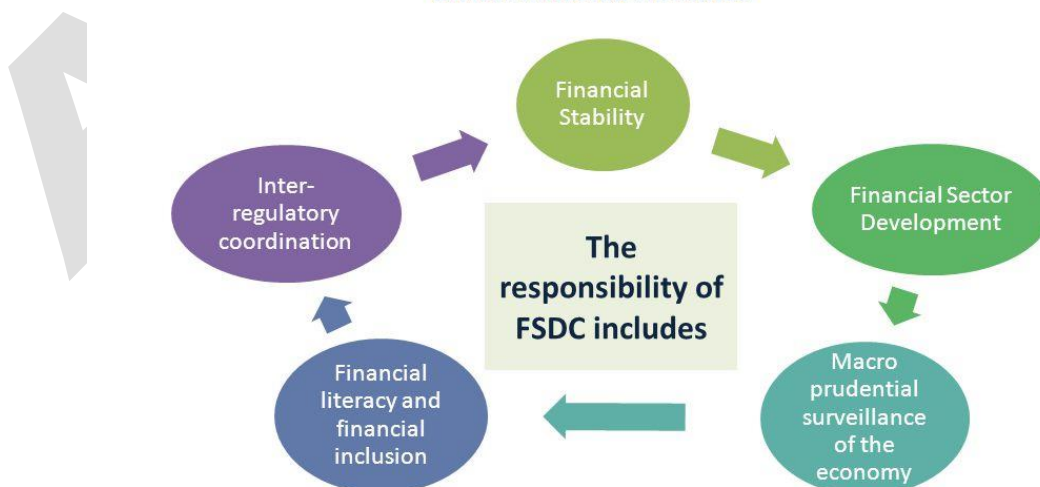 Financial
Stability
Financial Sector
Development
Macro
prudential
surveillance
of the
economy
Financial
literacy and
financial
inclusion
Inter-
regulatory
coordination
The
responsibility of
FSDC includes